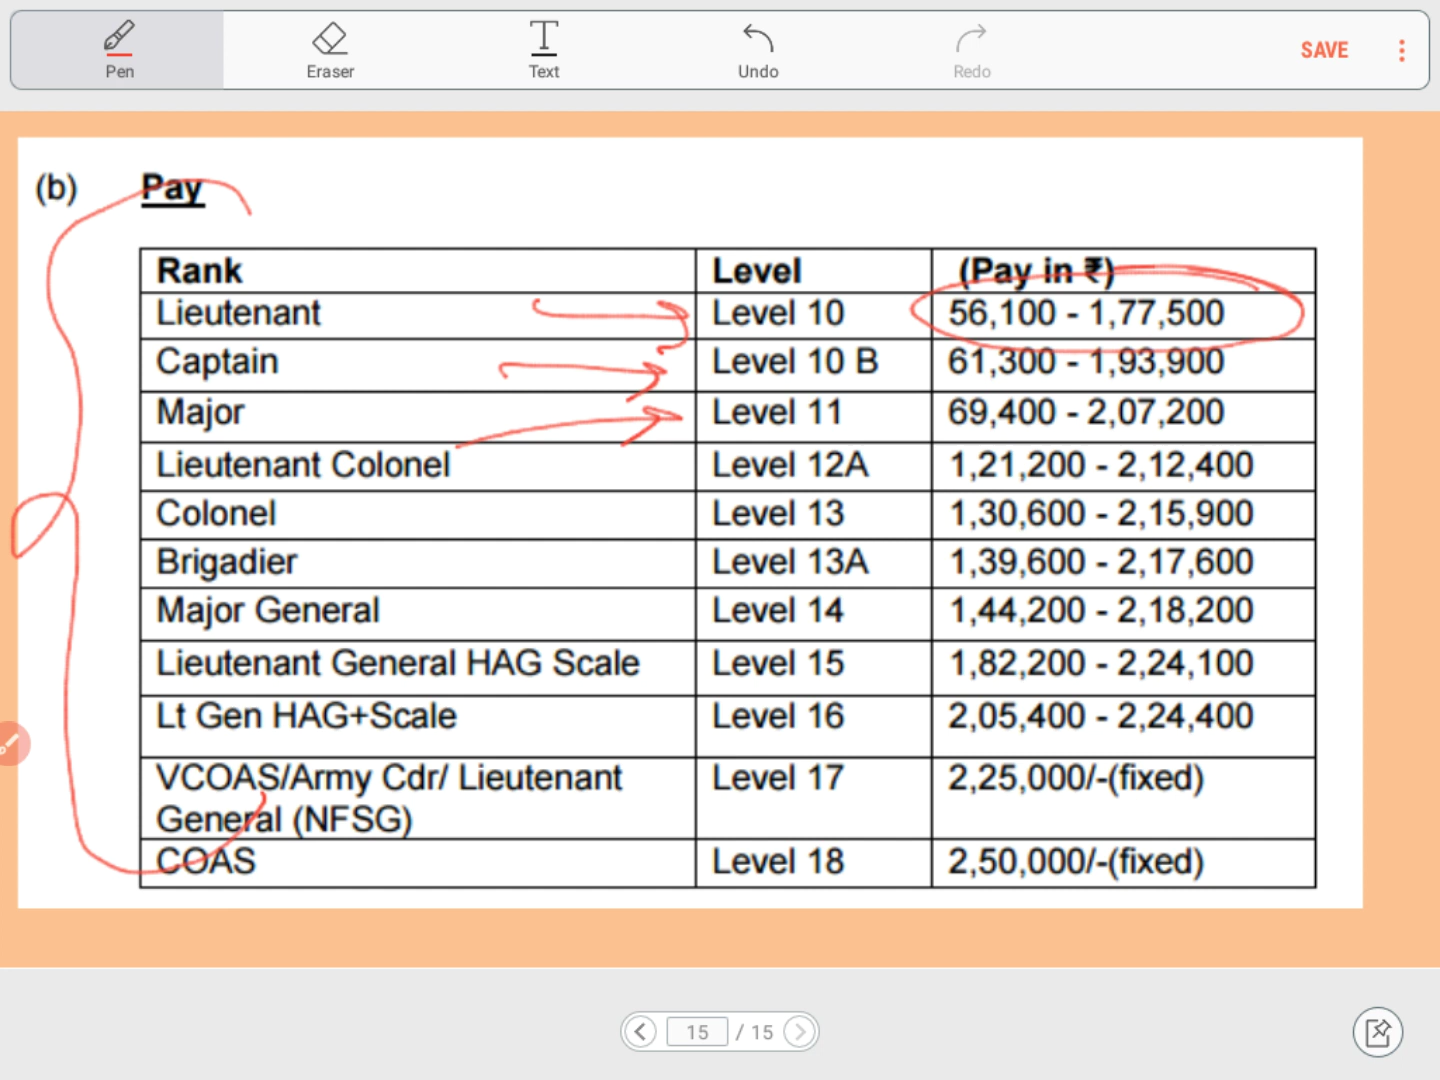 Pen Eraser Text Undo Redo SAVE
(b) Pay
Rank Level (Pay in ₹)
Lieutenant Level 10 56,100 - 1,77,500
Captain Level 10 B 61,300 - 1,93,900
Major Level 11 69,400 - 2,07,200
Lieutenant Colonel Level 12A 1,21,200 - 2,12,400
Colonel Level 13 1,30,600 - 2,15,900
Brigadier Level 13A 1,39,600 - 2,17,600
Major General Level 14 1,44,200 - 2,18,200
Lieutenant General HAG Scale Level 15 1,82,200 - 2,24,100
Lt Gen HAG+Scale Level 16 2,05,400 - 2,24,400
VCOAS/Army Cdr/ Lieutenant Level 17 2,25,000/-(fixed)
General (NFSG)
COAS Level 18 2,50,000/-(fixed)
15 / 15